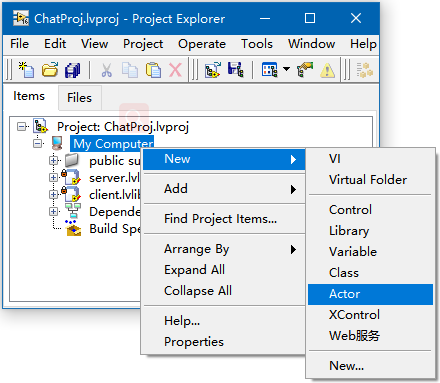 ChatProj.lvproj - Project Explorer
File Edit View Project Operate Tools Window Help
Items Files
Project: ChatProj.lvproj
My Computer
public su
server.lvl
client.lvlib
Depende
Build Spe
New
Add
Find Project Items...
Arrange By
Expand All
Collapse All
Help...
Properties
VI
Virtual Folder
Control
Library
Variable
Class
Actor
XControl
Web服务
New...